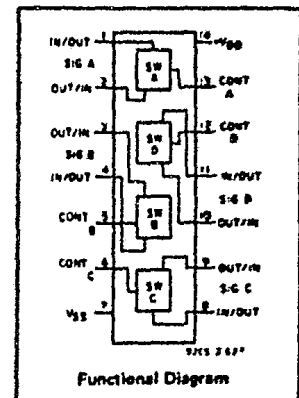 1 IN/OUT
SIG A
2 OUT/IN
3 OUT/IN
SIG B
4 IN/OUT
5 CONT B
6 CONT C
7 VSS
SW A
SW D
SW B
SW C
14 VDD
13 CONT A
12 CONT D
11 IN/OUT
SIG D
10 OUT/IN
9 OUT/IN
SIG C
8 IN/OUT
Functional Diagram